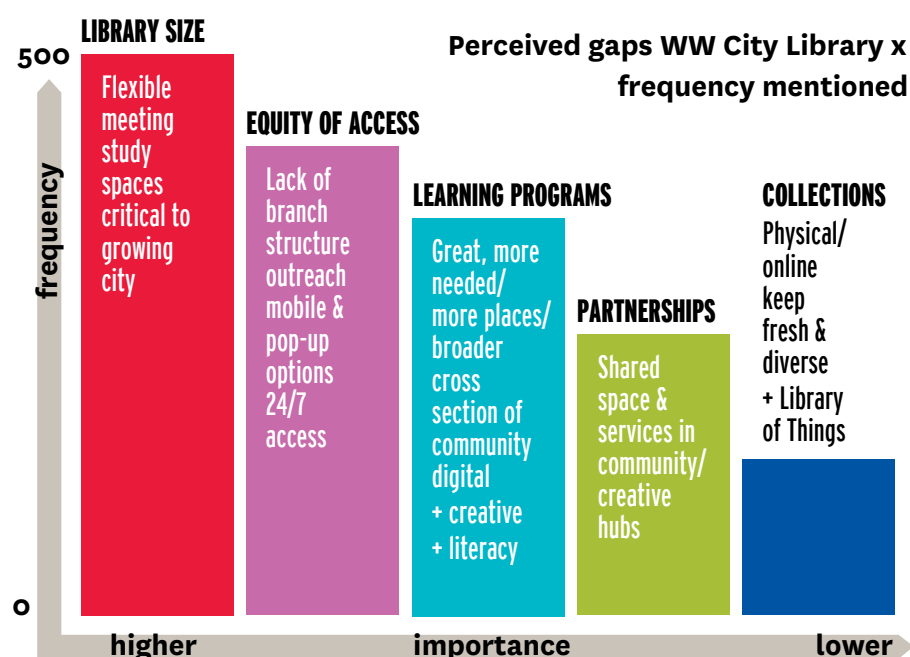 Perceived gaps WW City Library x
frequency mentioned
500
0
frequency
LIBRARY SIZE
Flexible
meeting
study
spaces
critical to
growing
city
EQUITY OF ACCESS
Lack of
branch
structure
outreach
mobile &
pop-up
options
24/7
access
LEARNING PROGRAMS
Great, more
needed/
more places/
broader
cross
section of
community
digital
+ creative
+ literacy
PARTNERSHIPS
Shared
space &
services in
community/
creative
hubs
COLLECTIONS
Physical/
online
keep
fresh &
diverse
+ Library
of Things
higher
importance
lower